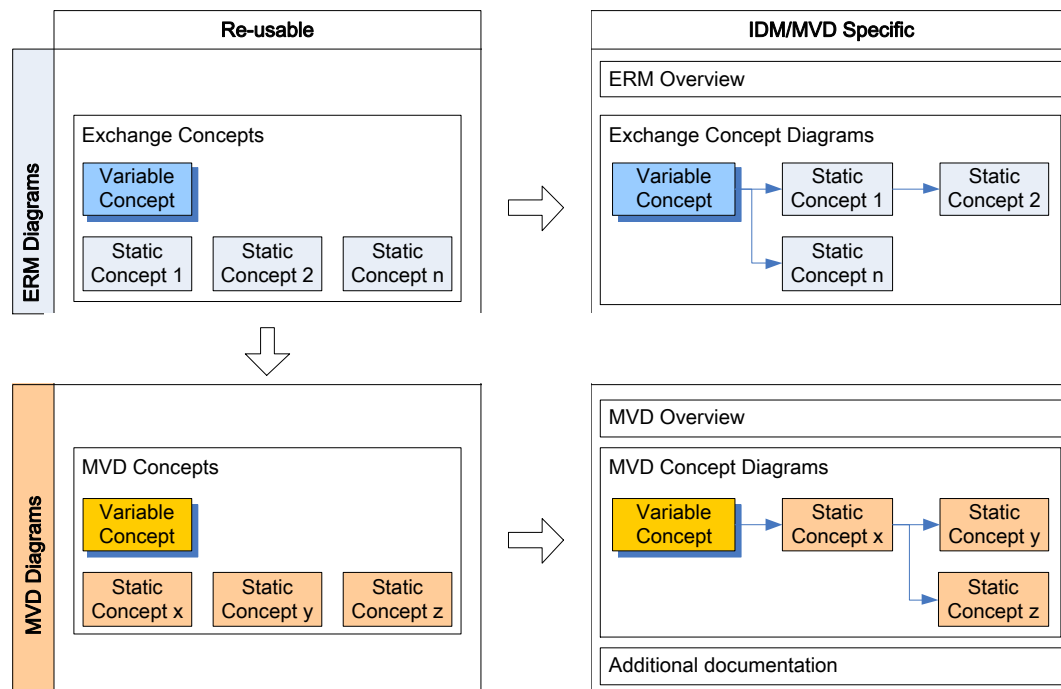 Re-usable
IDM/MVD Specific
ERM Diagrams
Exchange Concepts
Variable
Concept
Static
Concept 1
Static
Concept 2
Static
Concept n
ERM Overview
Exchange Concept Diagrams
Variable
Concept
Static
Concept 1
Static
Concept 2
Static
Concept n
MVD Diagrams
MVD Concepts
Variable
Concept
Static
Concept x
Static
Concept y
Static
Concept z
MVD Overview
MVD Concept Diagrams
Variable
Concept
Static
Concept x
Static
Concept y
Static
Concept z
Additional documentation